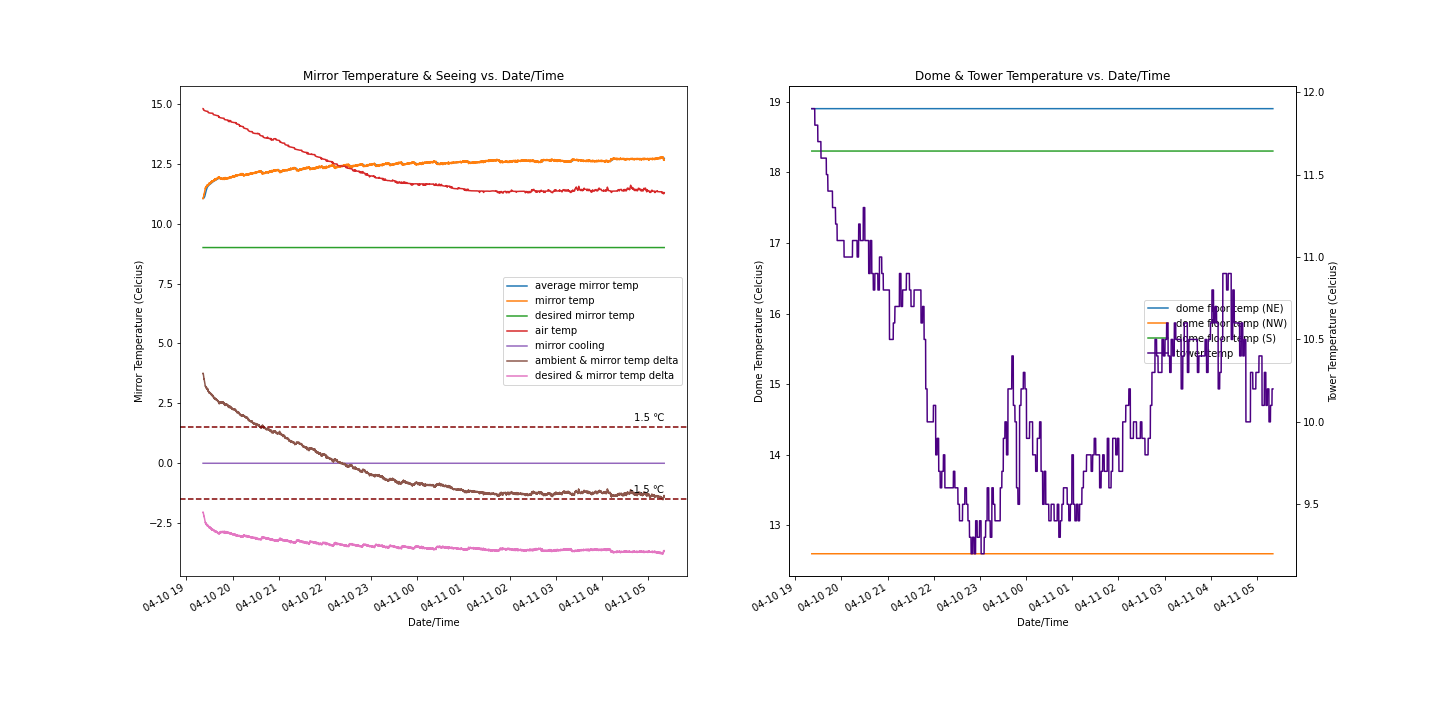 Mirror Temperature & Seeing vs. Date/Time
15.0
12.5
10.0
7.5
5.0
2.5
0.0
−2.5
Mirror Temperature (Celcius)
average mirror temp
mirror temp
desired mirror temp
air temp
mirror cooling
ambient & mirror temp delta
desired & mirror temp delta
1.5 °C
-1.5 °C
04-10 19
04-10 20
04-10 21
04-10 22
04-10 23
04-11 00
04-11 01
04-11 02
04-11 03
04-11 04
04-11 05
Date/Time
Dome & Tower Temperature vs. Date/Time
19
18
17
16
15
14
13
Dome Temperature (Celcius)
dome floor temp (NE)
dome floor temp (NW)
dome floor temp (S)
tower temp
12.0
11.5
11.0
10.5
10.0
9.5
Tower Temperature (Celcius)
04-10 19
04-10 20
04-10 21
04-10 22
04-10 23
04-11 00
04-11 01
04-11 02
04-11 03
04-11 04
04-11 05
Date/Time